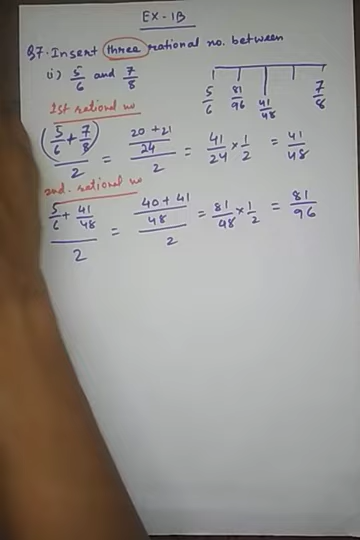 EX-1B
Q7. Insert three rational no. between
(i) 5/6 and 7/8
5/6 81/96 41/48 7/8
1st rational no
(5/6 + 7/8)/2 = ((20+21)/24)/2 = 41/24 × 1/2 = 41/48
2nd. rational no
(5/6 + 41/48)/2 = ((40+41)/48)/2 = 81/48 × 1/2 = 81/96